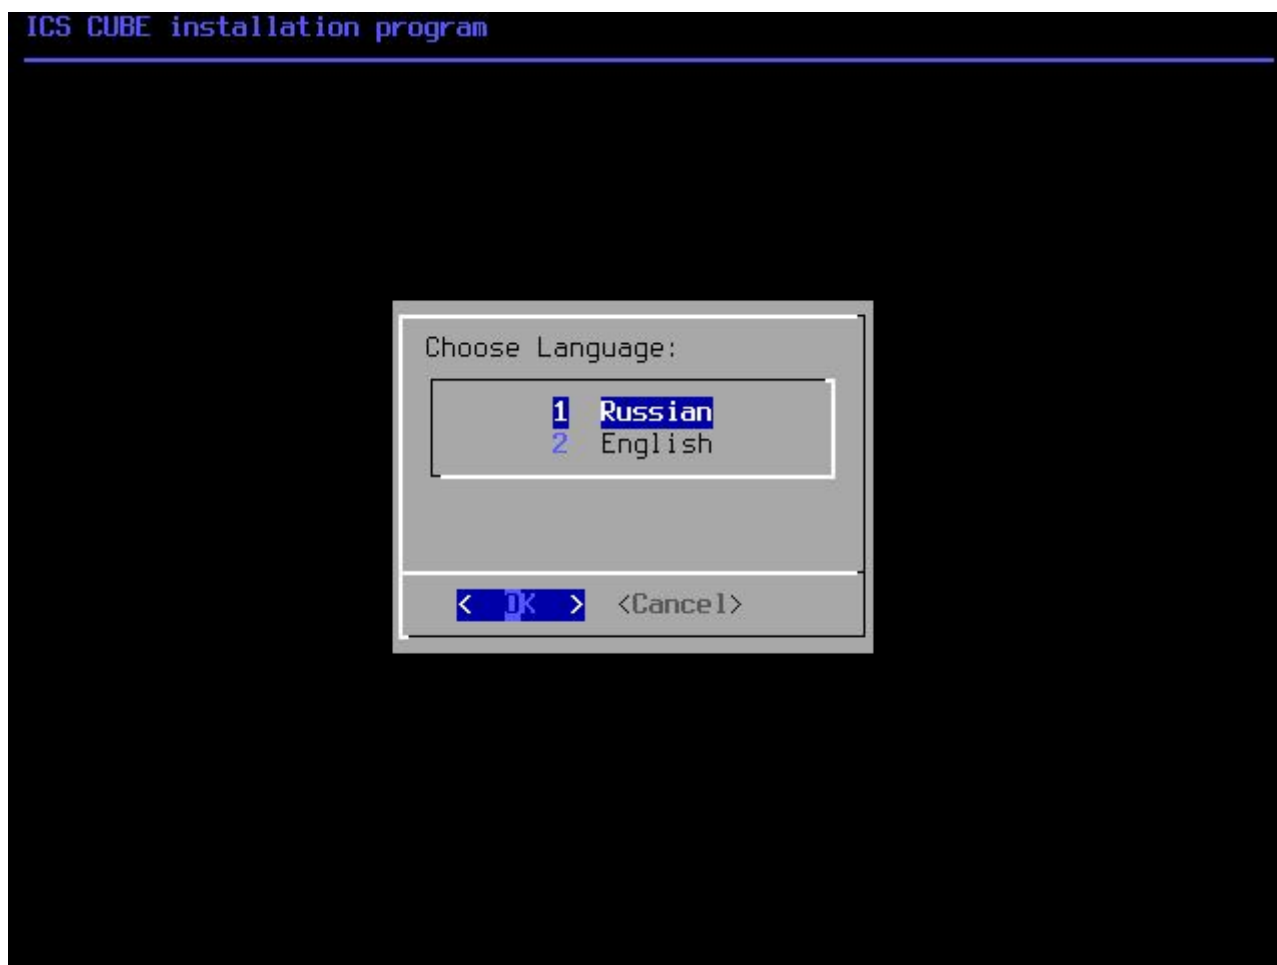 ICS CUBE installation program
Choose Language:
1 Russian
2 English
< OK > <Cancel>